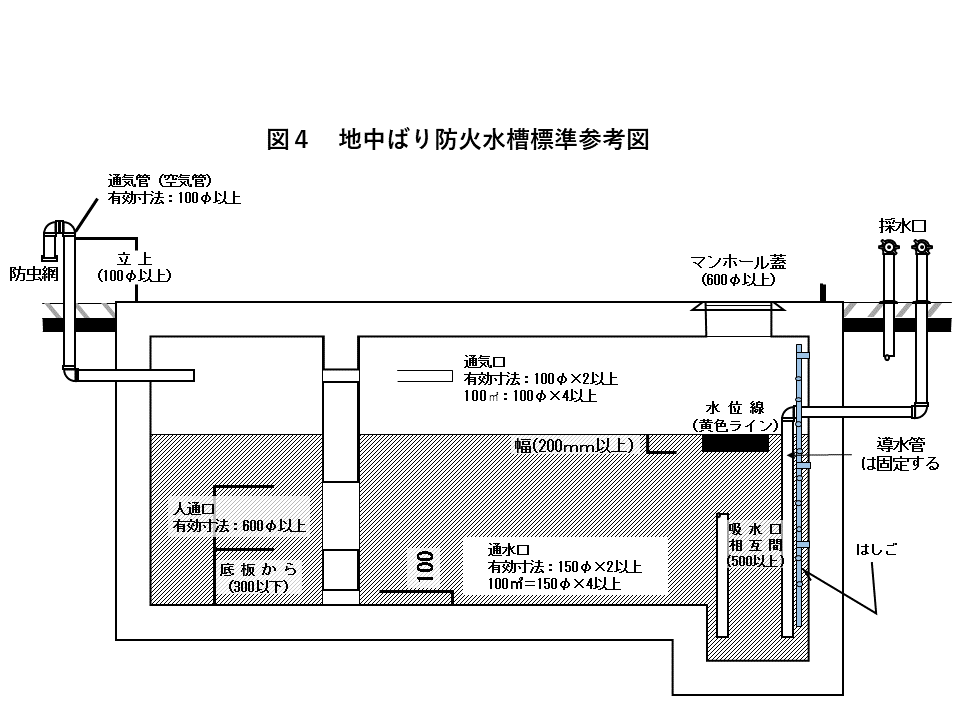 図４　地中ばり防火水槽標準参考図
通気管（空気管）
有効寸法：100φ以上
防虫網
立 上
(100φ以上)
マンホール蓋
(600φ以上)
採水口
通気口
有効寸法：100φ×2以上
100㎥：100φ×4以上
水 位 線
(黄色ライン)
幅(200mm以上)
導水管
は固定する
人通口
有効寸法：600φ以上
底 板 か ら
(300以下)
100
通水口
有効寸法：150φ×2以上
100㎥=150φ×4以上
吸 水 口
相 互 間
(500以上)
はしご